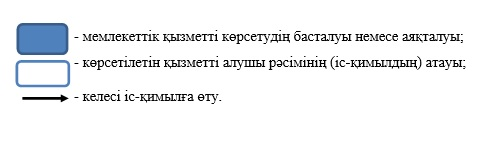 - мемлекеттік қызметті көрсетудің басталуы немесе аяқталуы;
- көрсетілетін қызметті алушы рәсімінің (іс-қимылдың) атауы;
- келесі іс-қимылға өту.